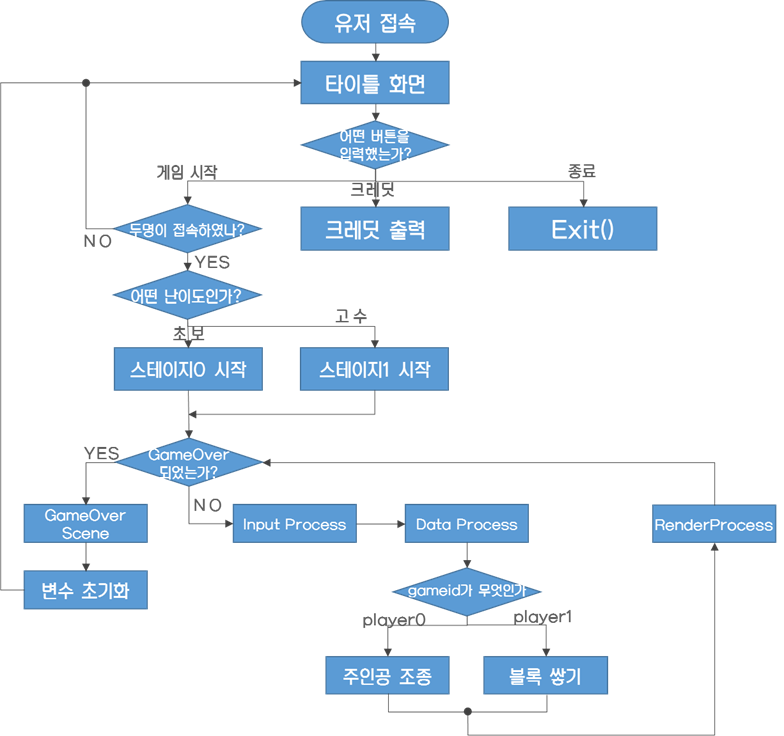 유저 접속
타이틀 화면
어떤 버튼을
입력했는가?
게임 시작
크레딧
종료
두명이 접속하였나?
크레딧 출력
Exit()
NO
YES
어떤 난이도인가?
초보
고수
스테이지0 시작
스테이지1 시작
YES
GameOver
되었는가?
NO
GameOver
Scene
Input Process
Data Process
RenderProcess
변수 초기화
gameid가 무엇인가
player0
player1
주인공 조종
블록 쌓기